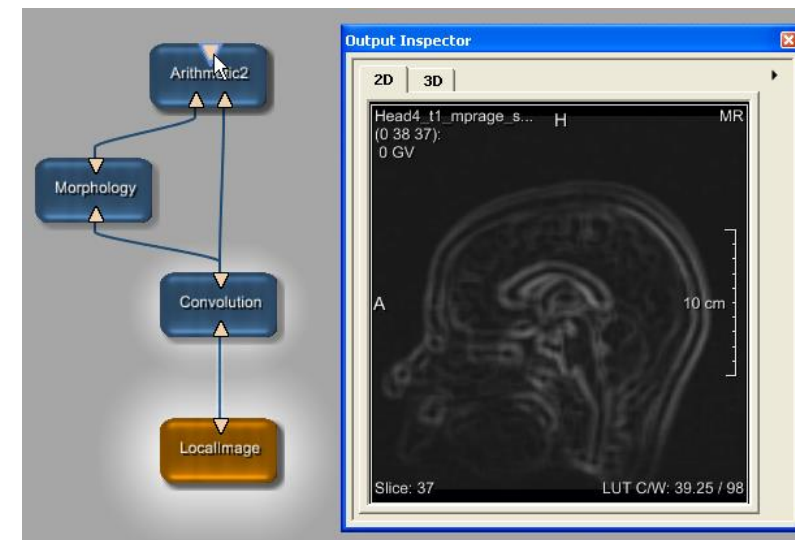 Arithmetic2
Morphology
Convolution
LocalImage
Output Inspector
2D 3D
Head4_t1_mprage_s... H MR
(0 38 37):
0 GV
A 10 cm
Slice: 37 LUT C/W: 39.25 / 98